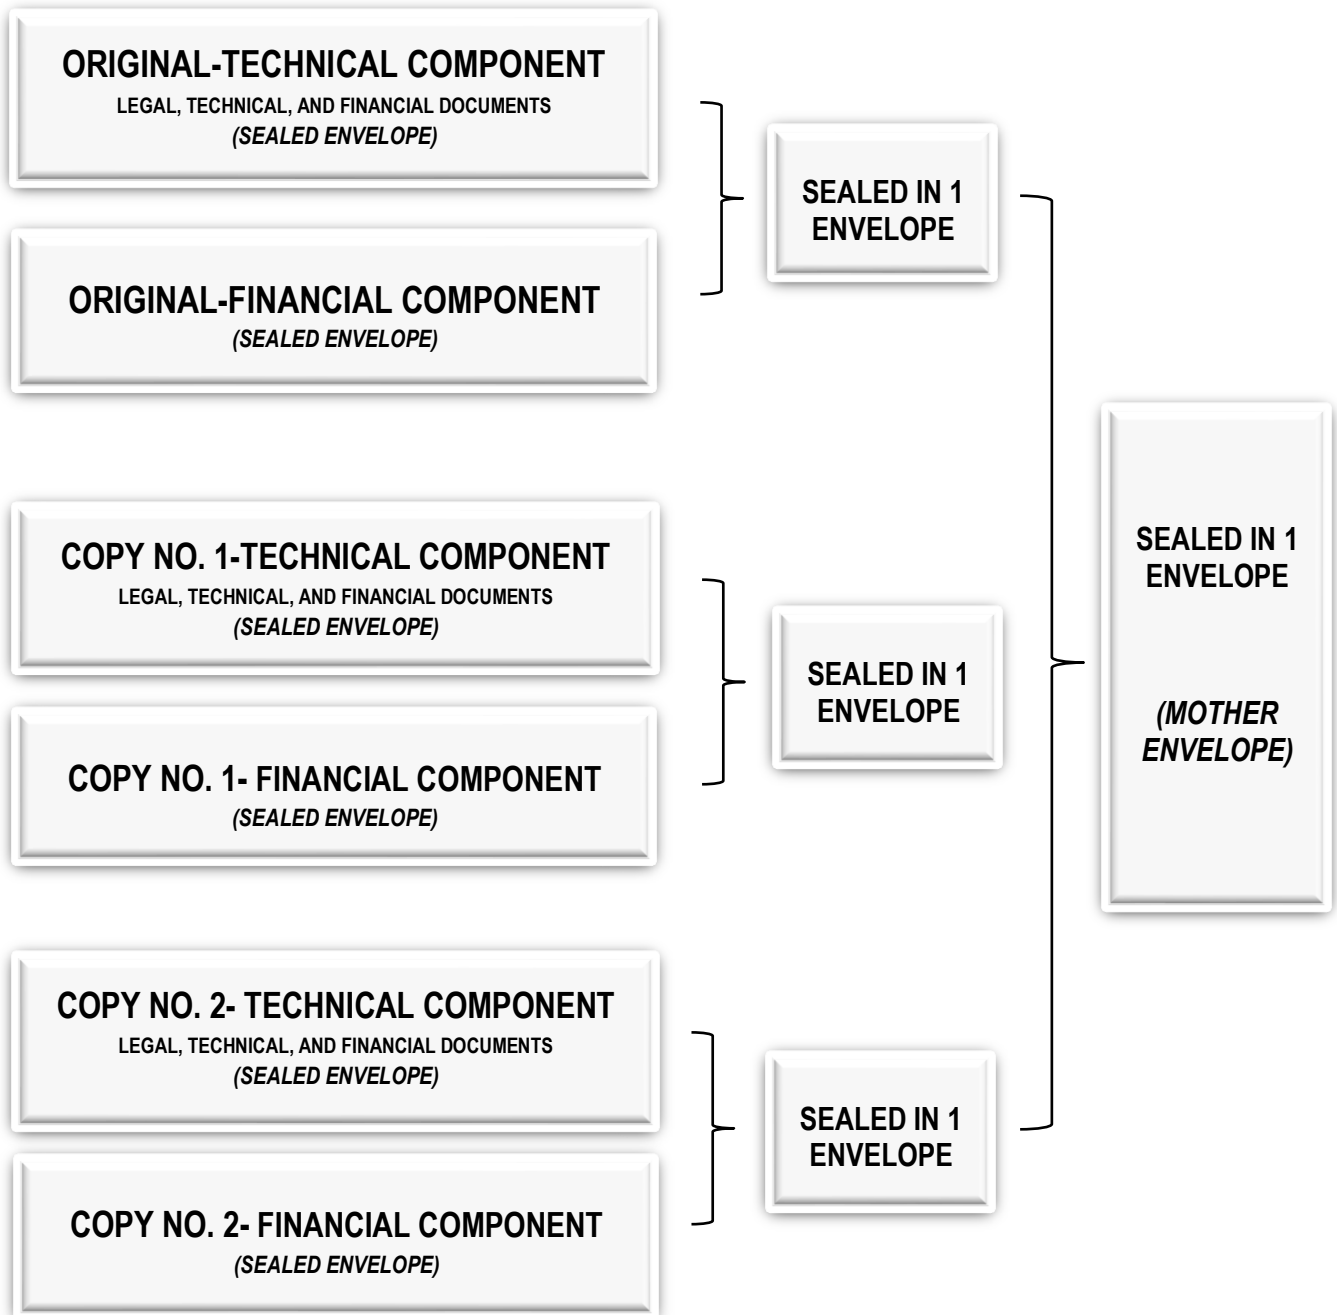 ORIGINAL-TECHNICAL COMPONENT
LEGAL, TECHNICAL, AND FINANCIAL DOCUMENTS
(SEALED ENVELOPE)
ORIGINAL-FINANCIAL COMPONENT
(SEALED ENVELOPE)
SEALED IN 1
ENVELOPE
COPY NO. 1-TECHNICAL COMPONENT
LEGAL, TECHNICAL, AND FINANCIAL DOCUMENTS
(SEALED ENVELOPE)
COPY NO. 1- FINANCIAL COMPONENT
(SEALED ENVELOPE)
SEALED IN 1
ENVELOPE
COPY NO. 2- TECHNICAL COMPONENT
LEGAL, TECHNICAL, AND FINANCIAL DOCUMENTS
(SEALED ENVELOPE)
COPY NO. 2- FINANCIAL COMPONENT
(SEALED ENVELOPE)
SEALED IN 1
ENVELOPE
SEALED IN 1
ENVELOPE
(MOTHER
ENVELOPE)